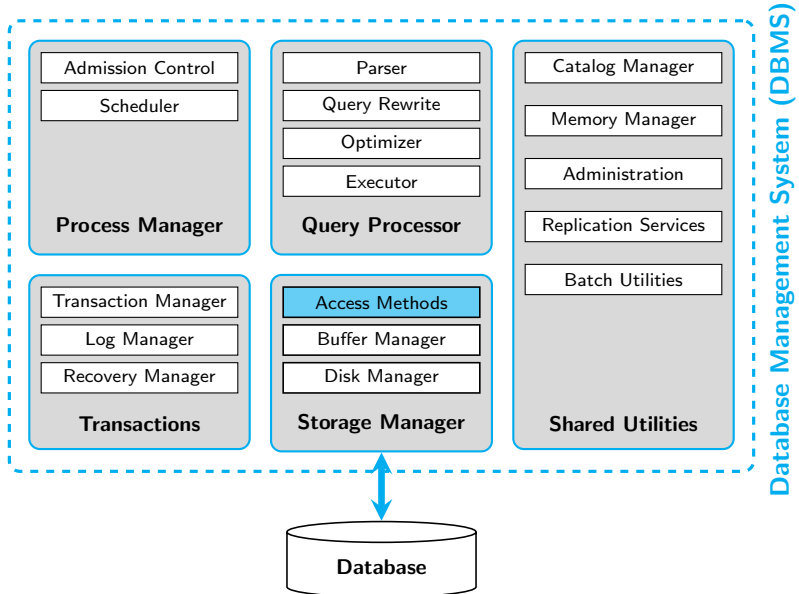 Admission Control
Scheduler
Process Manager
Parser
Query Rewrite
Optimizer
Executor
Query Processor
Catalog Manager
Memory Manager
Administration
Replication Services
Batch Utilities
Shared Utilities
Transaction Manager
Log Manager
Recovery Manager
Transactions
Access Methods
Buffer Manager
Disk Manager
Storage Manager
Database
Database Management System (DBMS)